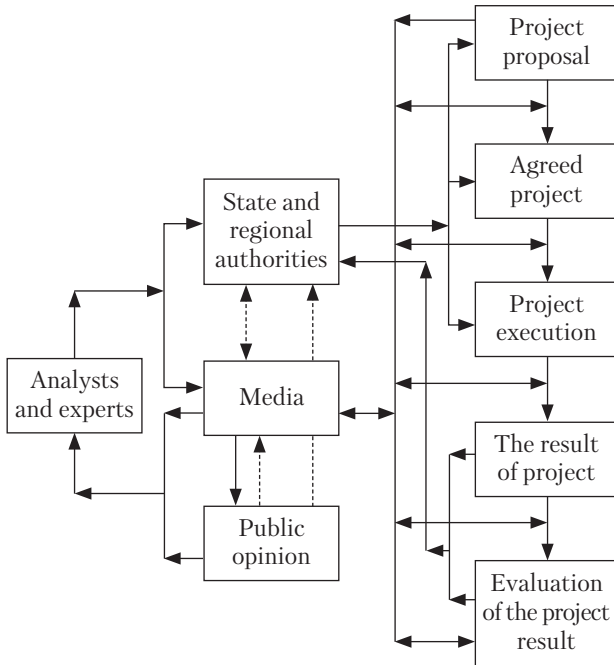 Project
proposal
Agreed
project
State and
regional
authorities
Project
execution
Analysts
and experts
Media
The result
of project
Public
opinion
Evaluation
of the project
result